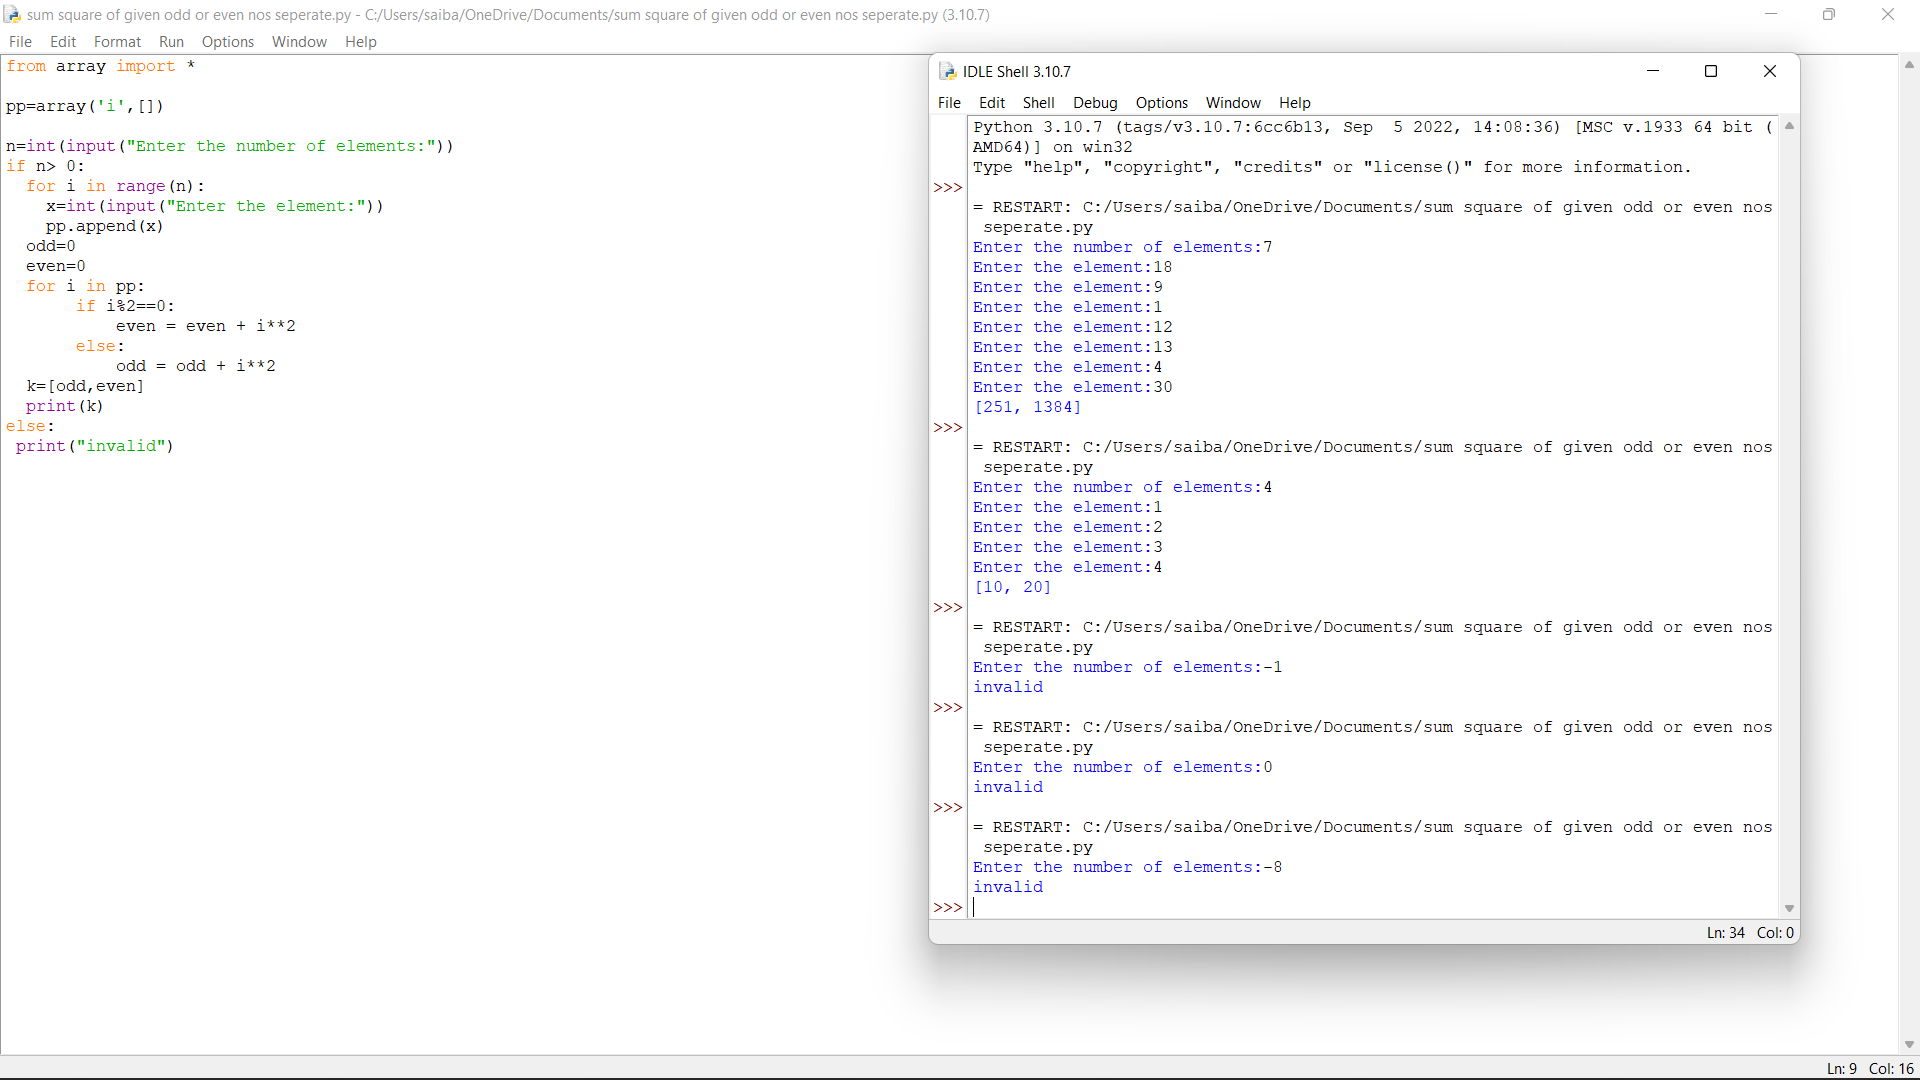 sum square of given odd or even nos seperate.py - C:/Users/saiba/OneDrive/Documents/sum square of given odd or even nos seperate.py (3.10.7)
File Edit Format Run Options Window Help
from array import *
pp=array('i',[])
n=int(input("Enter the number of elements:"))
if n> 0:
  for i in range(n):
    x=int(input("Enter the element:"))
    pp.append(x)
  odd=0
  even=0
  for i in pp:
       if i%2==0:
           even = even + i**2
       else:
           odd = odd + i**2
  k=[odd,even]
  print(k)
else:
 print("invalid")
IDLE Shell 3.10.7
File Edit Shell Debug Options Window Help
Python 3.10.7 (tags/v3.10.7:6cc6b13, Sep  5 2022, 14:08:36) [MSC v.1933 64 bit (
AMD64)] on win32
Type "help", "copyright", "credits" or "license()" for more information.
>>>
= RESTART: C:/Users/saiba/OneDrive/Documents/sum square of given odd or even nos
 seperate.py
Enter the number of elements:7
Enter the element:18
Enter the element:9
Enter the element:1
Enter the element:12
Enter the element:13
Enter the element:4
Enter the element:30
[251, 1384]
>>>
= RESTART: C:/Users/saiba/OneDrive/Documents/sum square of given odd or even nos
 seperate.py
Enter the number of elements:4
Enter the element:1
Enter the element:2
Enter the element:3
Enter the element:4
[10, 20]
>>>
= RESTART: C:/Users/saiba/OneDrive/Documents/sum square of given odd or even nos
 seperate.py
Enter the number of elements:-1
invalid
>>>
= RESTART: C:/Users/saiba/OneDrive/Documents/sum square of given odd or even nos
 seperate.py
Enter the number of elements:0
invalid
>>>
= RESTART: C:/Users/saiba/OneDrive/Documents/sum square of given odd or even nos
 seperate.py
Enter the number of elements:-8
invalid
>>>
Ln: 34 Col: 0
Ln: 9 Col: 16